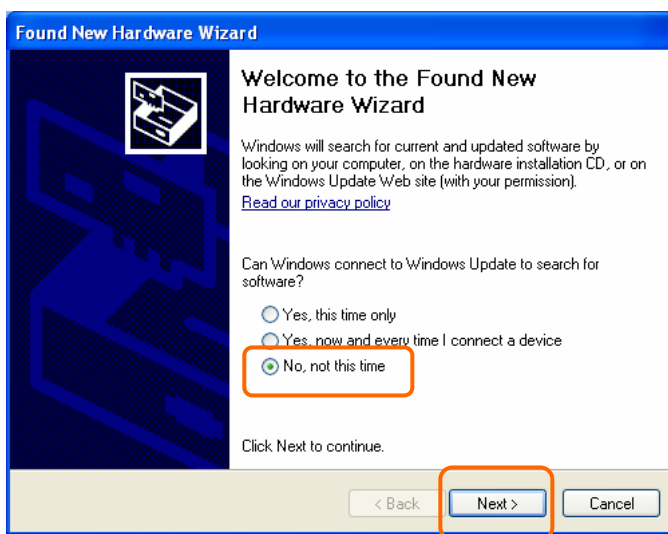 Found New Hardware Wizard
Welcome to the Found New
Hardware Wizard
Windows will search for current and updated software by
looking on your computer, on the hardware installation CD, or on
the Windows Update Web site (with your permission).
Read our privacy policy
Can Windows connect to Windows Update to search for
software?
Yes, this time only
Yes, now and every time I connect a device
No, not this time
Click Next to continue.
< Back
Next >
Cancel